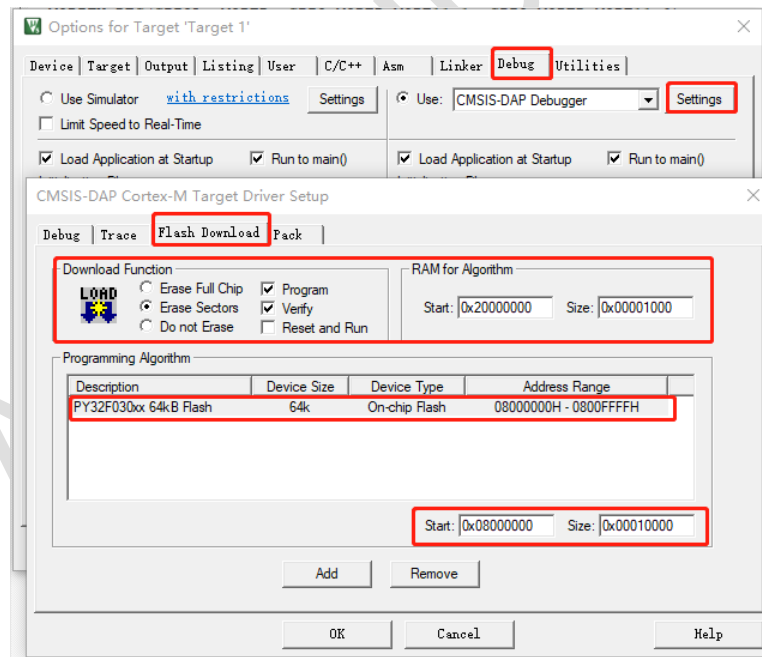 Options for Target 'Target 1'
Device Target Output Listing User C/C++ Asm Linker Debug Utilities
Use Simulator with restrictions Settings Use: CMSIS-DAP Debugger Settings
Limit Speed to Real-Time
Load Application at Startup Run to main() Load Application at Startup Run to main()
CMSIS-DAP Cortex-M Target Driver Setup
Debug Trace Flash Download Pack
Download Function RAM for Algorithm
LOAD Erase Full Chip Program
Erase Sectors Verify Start: 0x20000000 Size: 0x00001000
Do not Erase Reset and Run
Programming Algorithm
Description Device Size Device Type Address Range
PY32F030xx 64kB Flash 64k On-chip Flash 08000000H - 0800FFFFH
Start: 0x08000000 Size: 0x00010000
Add Remove
OK Cancel Help